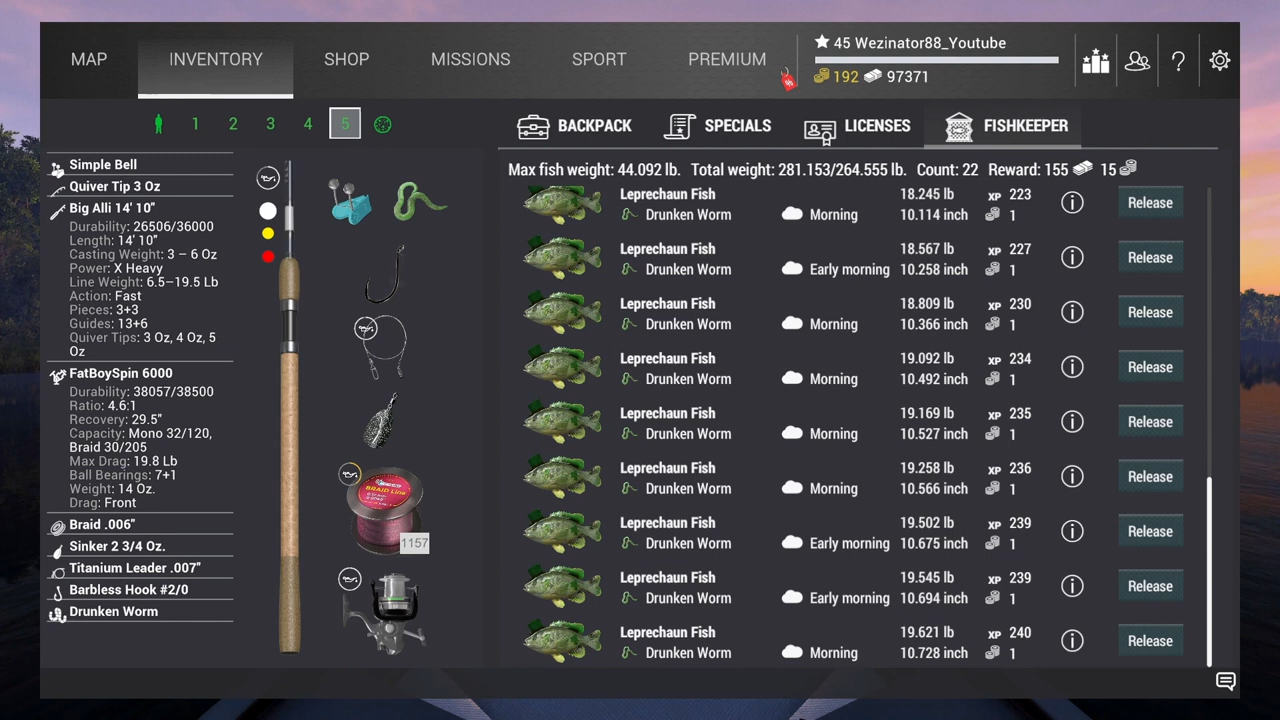 MAP
INVENTORY
SHOP
MISSIONS
SPORT
PREMIUM
45 Wezinator88_Youtube
192 97371
1
2
3
4
5
BACKPACK
SPECIALS
LICENSES
FISHKEEPER
Simple Bell
Quiver Tip 3 Oz
Big Alli 14' 10"
Durability: 26506/36000
Length: 14' 10"
Casting Weight: 3 – 6 Oz
Power: X Heavy
Line Weight: 6.5–19.5 Lb
Action: Fast
Pieces: 3+3
Guides: 13+6
Quiver Tips: 3 Oz, 4 Oz, 5
Oz
FatBoySpin 6000
Durability: 38057/38500
Ratio: 4.6:1
Recovery: 29.5"
Capacity: Mono 32/120,
Braid 30/205
Max Drag: 19.8 Lb
Ball Bearings: 7+1
Weight: 14 Oz.
Drag: Front
Braid .006"
Sinker 2 3/4 Oz.
Titanium Leader .007"
Barbless Hook #2/0
Drunken Worm
BRAID Line
1157
Max fish weight: 44.092 lb. Total weight: 281.153/264.555 lb. Count: 22 Reward: 155 15
Leprechaun Fish 18.245 lb XP 223
Drunken Worm Morning 10.114 inch 1
Release
Leprechaun Fish 18.567 lb XP 227
Drunken Worm Early morning 10.258 inch 1
Release
Leprechaun Fish 18.809 lb XP 230
Drunken Worm Morning 10.366 inch 1
Release
Leprechaun Fish 19.092 lb XP 234
Drunken Worm Morning 10.492 inch 1
Release
Leprechaun Fish 19.169 lb XP 235
Drunken Worm Morning 10.527 inch 1
Release
Leprechaun Fish 19.258 lb XP 236
Drunken Worm Morning 10.566 inch 1
Release
Leprechaun Fish 19.502 lb XP 239
Drunken Worm Early morning 10.675 inch 1
Release
Leprechaun Fish 19.545 lb XP 239
Drunken Worm Early morning 10.694 inch 1
Release
Leprechaun Fish 19.621 lb XP 240
Drunken Worm Morning 10.728 inch 1
Release